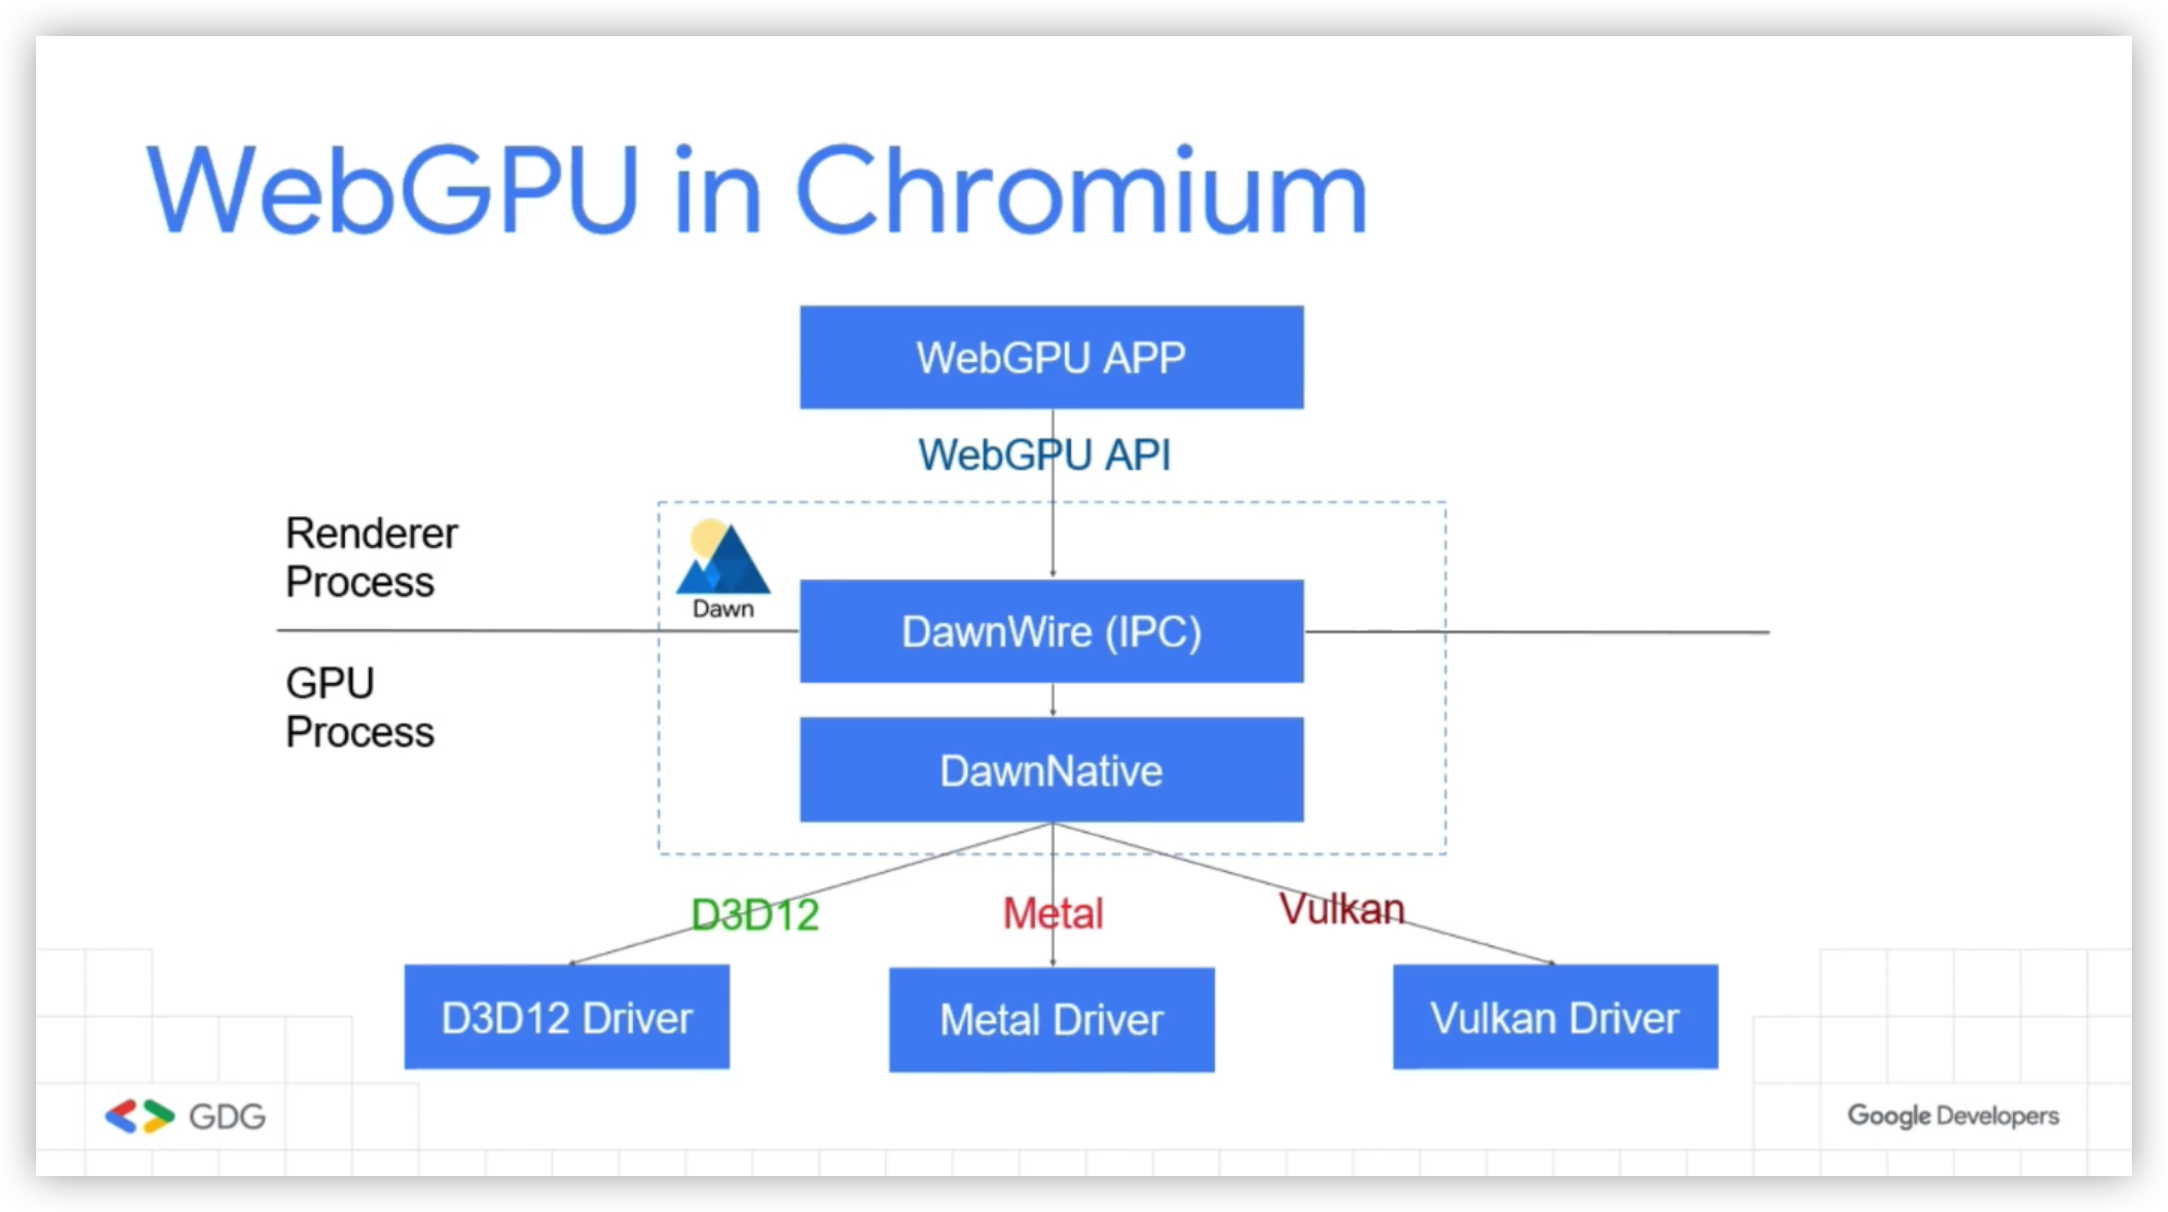 WebGPU in Chromium
WebGPU APP
WebGPU API
Renderer
Process
Dawn
DawnWire (IPC)
GPU
Process
DawnNative
D3D12
Metal
Vulkan
D3D12 Driver
Metal Driver
Vulkan Driver
GDG
Google Developers